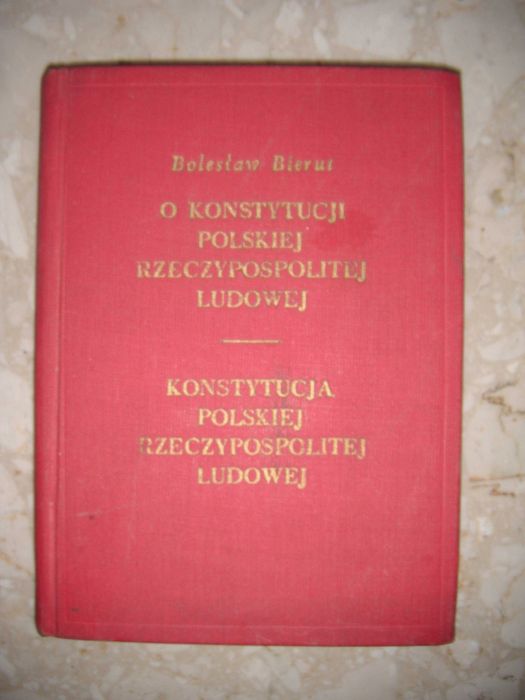 Bolesław Bierut
O KONSTYTUCJI
POLSKIEJ
RZECZYPOSPOLITEJ
LUDOWEJ
KONSTYTUCJA
POLSKIEJ
RZECZYPOSPOLITEJ
LUDOWEJ